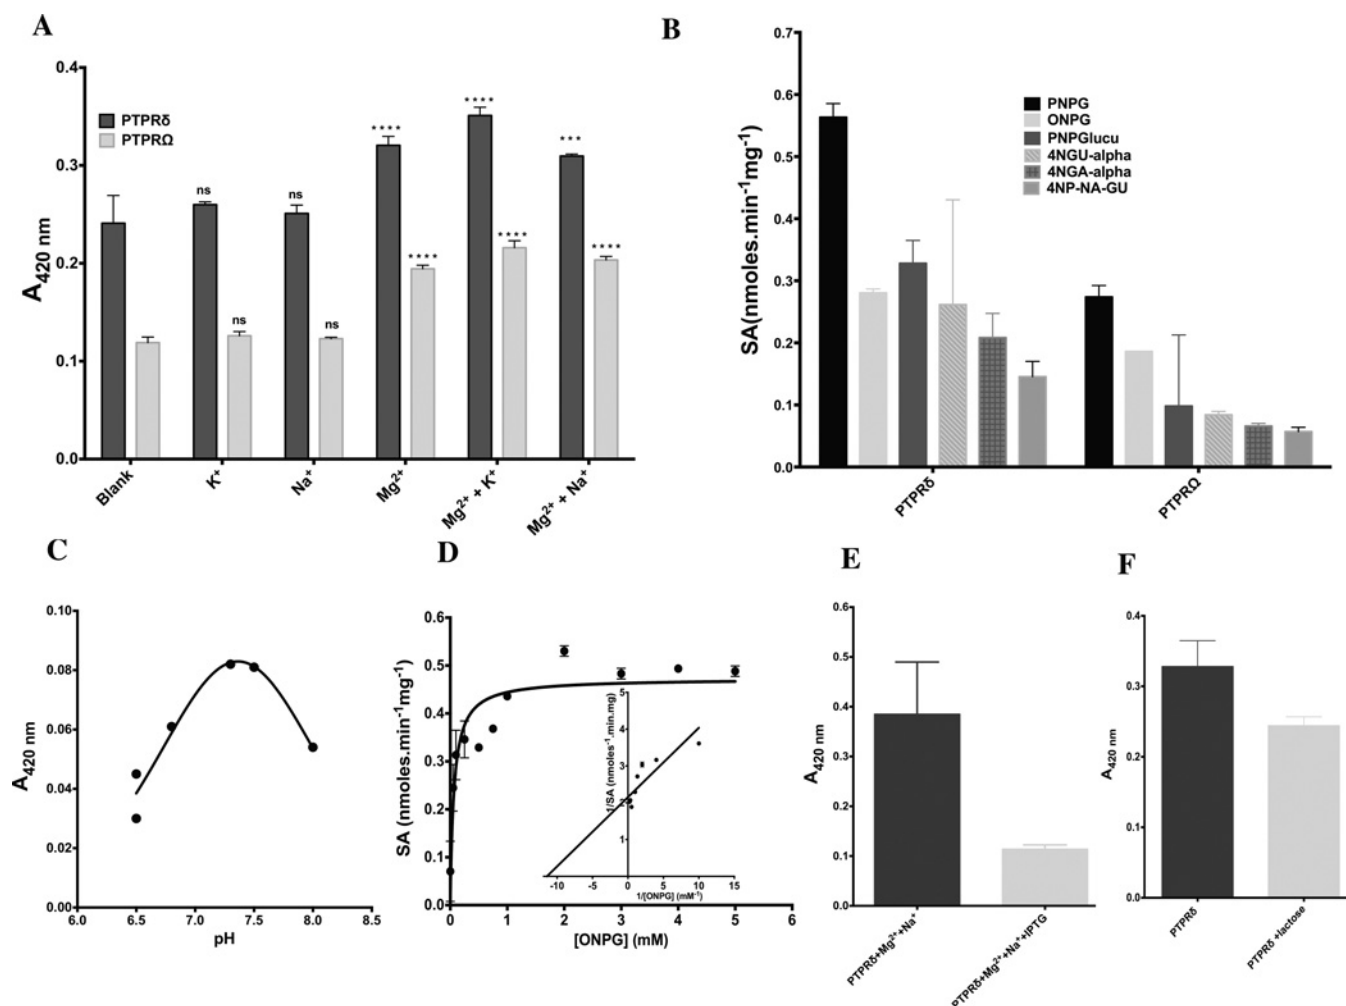 A
0.4
0.3
0.2
0.1
0.0
A420 nm
PTPRδ
PTPRΩ
ns
ns
ns
ns
****
****
****
****
***
****
Blank
K+
Na+
Mg2+
Mg2+ + K+
Mg2+ + Na+
B
0.7
0.6
0.5
0.4
0.3
0.2
0.1
0.0
SA(nmoles.min-1mg-1)
PNPG
ONPG
PNPGlucu
4NGU-alpha
4NGA-alpha
4NP-NA-GU
PTPRδ
PTPRΩ
C
0.10
0.08
0.06
0.04
0.02
0.00
A420 nm
6.0 6.5 7.0 7.5 8.0 8.5
pH
D
0.6
0.5
0.4
0.3
0.2
0.1
0.0
SA (nmoles.min-1mg-1)
0 1 2 3 4 5 6
[ONPG] (mM)
5
4
3
2
1
1/SA (nmoles-1.min.mg)
-10 -5 0 5 10 15
1/[ONPG] (mM-1)
E
0.6
0.5
0.4
0.3
0.2
0.1
0.0
A420 nm
PTPRδ+Mg2++Na+
PTPRδ+Mg2++Na++IPTG
F
0.4
0.3
0.2
0.1
0.0
A420 nm
PTPRδ
PTPRδ +lactose